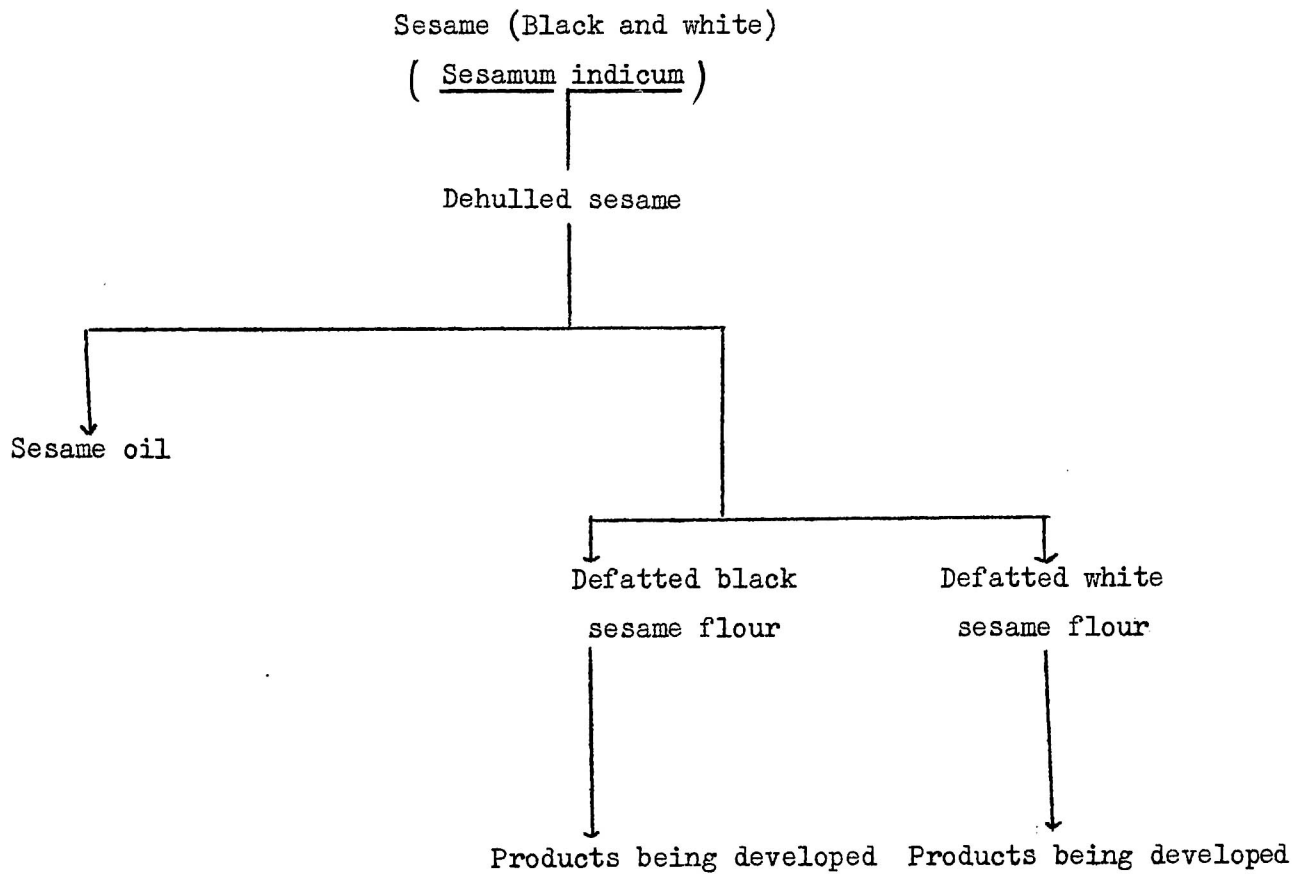 Sesame (Black and white)
( Sesamum indicum )
Dehulled sesame
Sesame oil
Defatted black
sesame flour
Defatted white
sesame flour
Products being developed
Products being developed